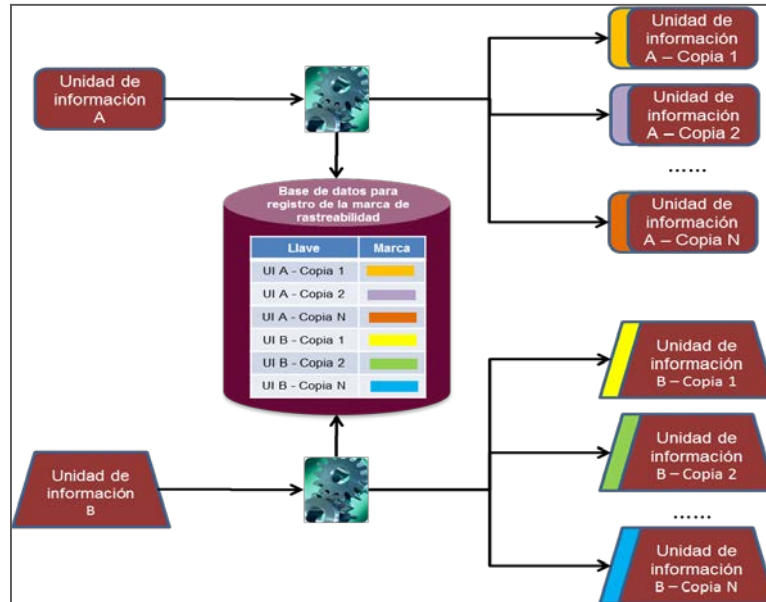 Unidad de
información
A
Unidad de
información
A – Copia 1
Unidad de
información
A – Copia 2
......
Unidad de
información
A – Copia N
Base de datos para
registro de la marca de
rastreabilidad
Llave Marca
UI A - Copia 1
UI A - Copia 2
UI A - Copia N
UI B - Copia 1
UI B - Copia 2
UI B - Copia N
Unidad de
información
B
Unidad de
información
B – Copia 1
Unidad de
información
B – Copia 2
......
Unidad de
información
B – Copia N